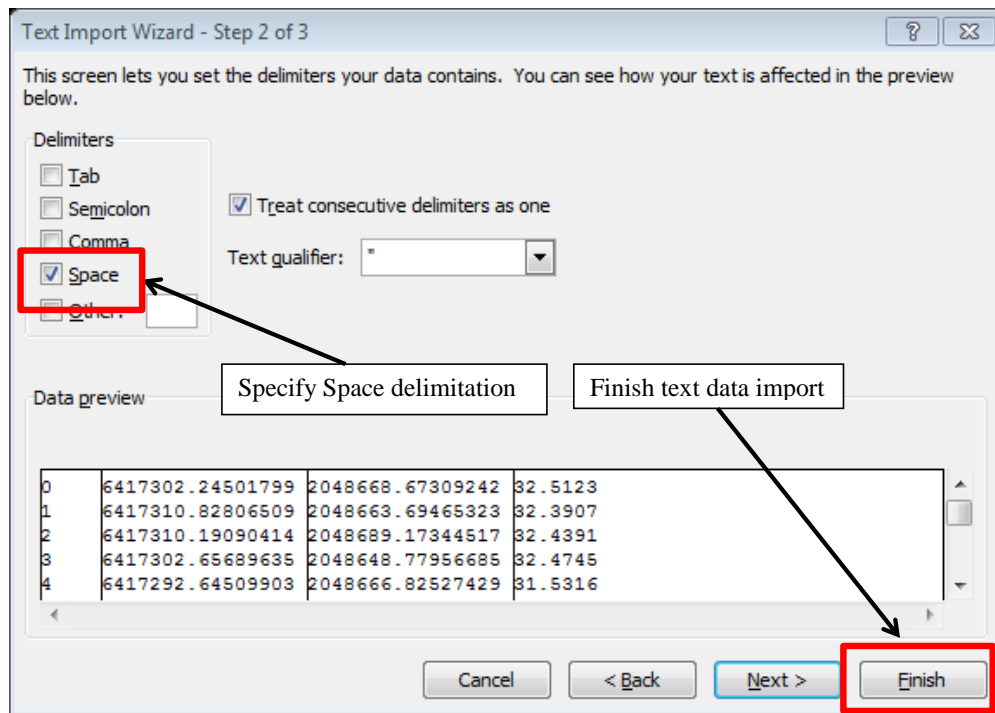 Text Import Wizard - Step 2 of 3
This screen lets you set the delimiters your data contains.  You can see how your text is affected in the preview
below.
Delimiters
Tab
Semicolon
Treat consecutive delimiters as one
Comma
Text qualifier: "
Space
Other:
Specify Space delimitation
Finish text data import
Data preview
0 6417302.24501799 2048668.67309242 32.5123
1 6417310.82806509 2048663.69465323 32.3907
2 6417310.19090414 2048689.17344517 32.4391
3 6417302.65689635 2048648.77956685 32.4745
4 6417292.64509903 2048666.82527429 31.5316
Cancel < Back Next > Finish